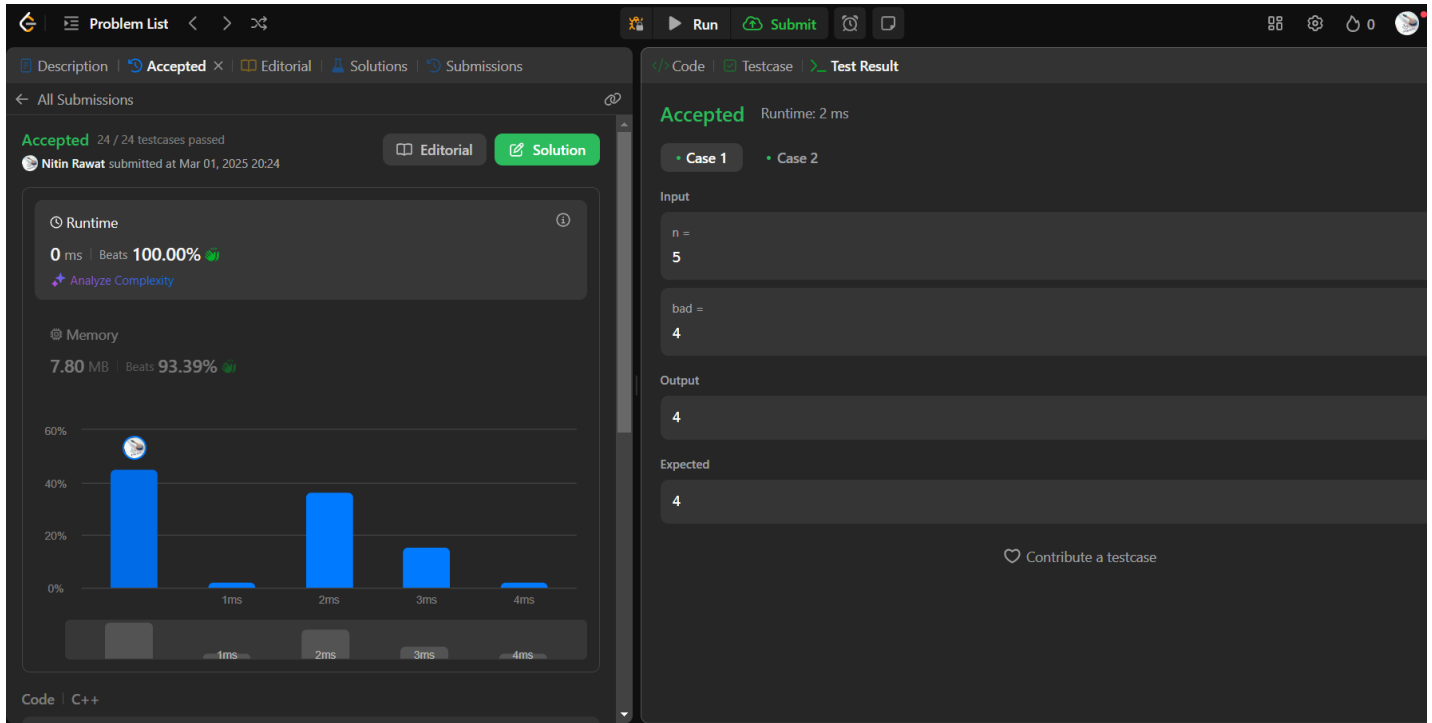 Problem List
Run
Submit
0
Description
Accepted
Editorial
Solutions
Submissions
All Submissions
Accepted 24 / 24 testcases passed
Nitin Rawat submitted at Mar 01, 2025 20:24
Editorial
Solution
Runtime
0 ms | Beats 100.00%
Analyze Complexity
Memory
7.80 MB | Beats 93.39%
60%
40%
20%
0%
1ms 2ms 3ms 4ms
1ms 2ms 3ms 4ms
Code | C++
Code
Testcase
Test Result
Accepted Runtime: 2 ms
Case 1 Case 2
Input
n =
5
bad =
4
Output
4
Expected
4
Contribute a testcase